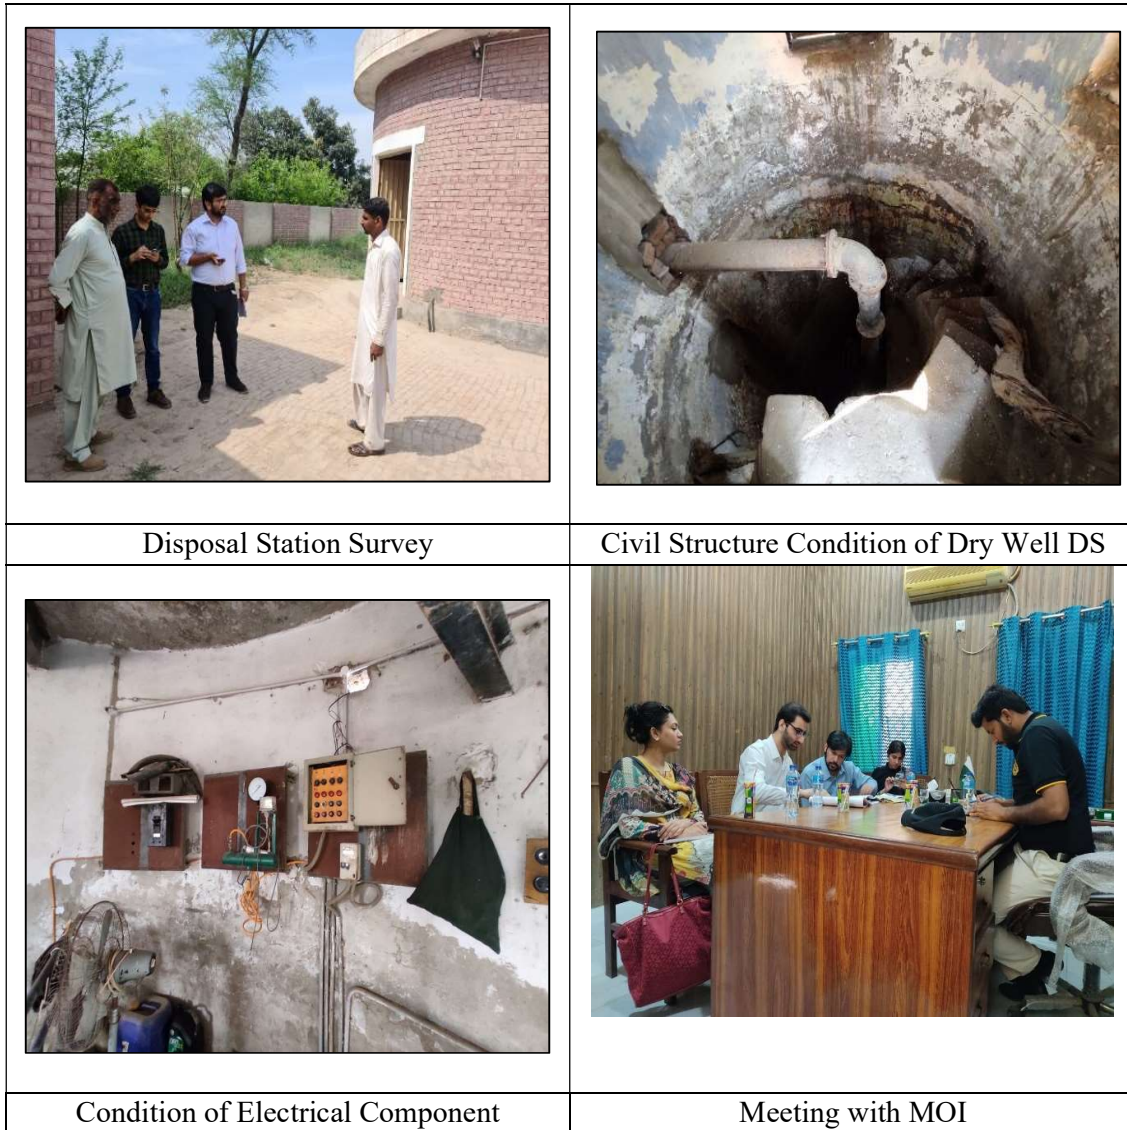 Disposal Station Survey
Civil Structure Condition of Dry Well DS
Condition of Electrical Component
Meeting with MOI